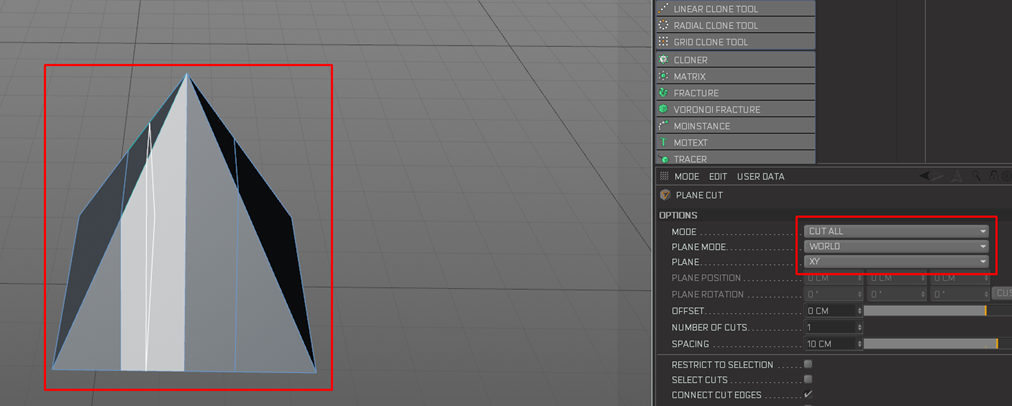 LINEAR CLONE TOOL
RADIAL CLONE TOOL
GRID CLONE TOOL
CLONER
MATRIX
FRACTURE
VORONOI FRACTURE
MOINSTANCE
MOTEXT
TRACER
MODE EDIT USER DATA
PLANE CUT
OPTIONS
MODE CUT ALL
PLANE MODE WORLD
PLANE XY
PLANE POSITION 0 CM 0 CM 0 CM
PLANE ROTATION 0 ° 0 ° 0 ° CUS
OFFSET 0 CM
NUMBER OF CUTS 1
SPACING 10 CM
RESTRICT TO SELECTION
SELECT CUTS
CONNECT CUT EDGES